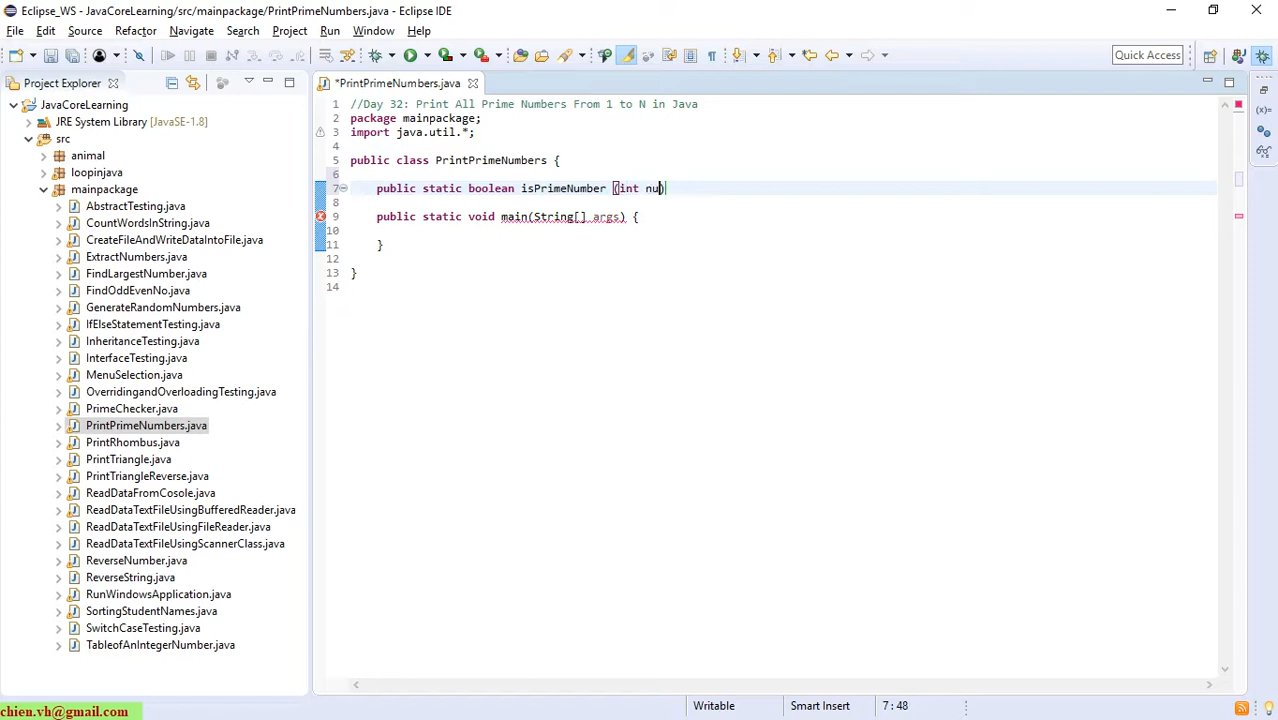 Eclipse_WS - JavaCoreLearning/src/mainpackage/PrintPrimeNumbers.java - Eclipse IDE
File Edit Source Refactor Navigate Search Project Run Window Help
Quick Access
Project Explorer
*PrintPrimeNumbers.java
JavaCoreLearning
JRE System Library [JavaSE-1.8]
src
animal
loopinjava
mainpackage
AbstractTesting.java
CountWordsInString.java
CreateFileAndWriteDataIntoFile.java
ExtractNumbers.java
FindLargestNumber.java
FindOddEvenNo.java
GenerateRandomNumbers.java
IfElseStatementTesting.java
InheritanceTesting.java
InterfaceTesting.java
MenuSelection.java
OverridingandOverloadingTesting.java
PrimeChecker.java
PrintPrimeNumbers.java
PrintRhombus.java
PrintTriangle.java
PrintTriangleReverse.java
ReadDataFromCosole.java
ReadDataTextFileUsingBufferedReader.java
ReadDataTextFileUsingFileReader.java
ReadDataTextFileUsingScannerClass.java
ReverseNumber.java
ReverseString.java
RunWindowsApplication.java
SortingStudentNames.java
SwitchCaseTesting.java
TableofAnIntegerNumber.java
1 //Day 32: Print All Prime Numbers From 1 to N in Java
2 package mainpackage;
3 import java.util.*;
4
5 public class PrintPrimeNumbers {
6
7 public static boolean isPrimeNumber (int nu)
8
9 public static void main(String[] args) {
10
11 }
12
13 }
14
Writable Smart Insert 7 : 48
chien.vh@gmail.com